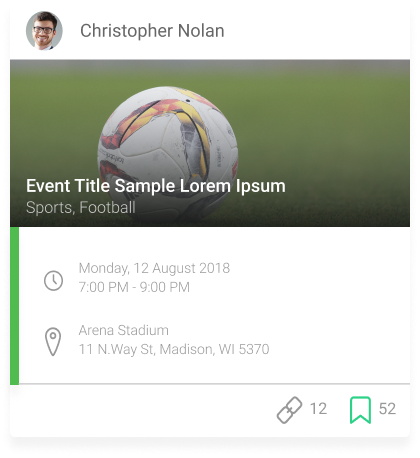 Christopher Nolan
Event Title Sample Lorem Ipsum
Sports, Football
Monday, 12 August 2018
7:00 PM - 9:00 PM
Arena Stadium
11 N.Way St, Madison, WI 5370
12
52